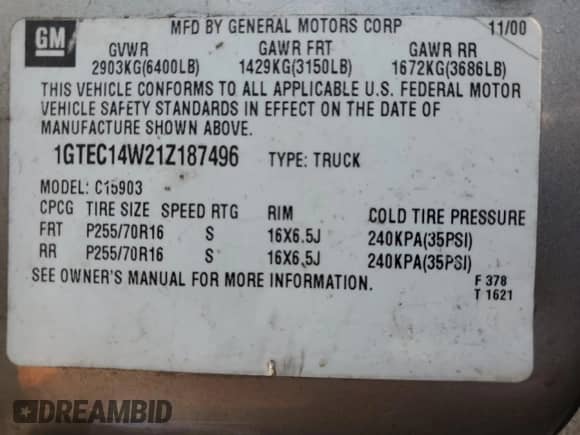 GM
MFD BY GENERAL MOTORS CORP 11/00
GVWR GAWR FRT GAWR RR
2903KG(6400LB) 1429KG(3150LB) 1672KG(3686LB)
THIS VEHICLE CONFORMS TO ALL APPLICABLE U.S. FEDERAL MOTOR
VEHICLE SAFETY STANDARDS IN EFFECT ON THE DATE OF
MANUFACTURE SHOWN ABOVE.
1GTEC14W21Z187496 TYPE: TRUCK
MODEL: C15903
CPCG TIRE SIZE SPEED RTG RIM COLD TIRE PRESSURE
FRT P255/70R16 S 16X6.5J 240KPA(35PSI)
RR P255/70R16 S 16X6.5J 240KPA(35PSI)
SEE OWNER'S MANUAL FOR MORE INFORMATION.
F 378
T 1621
DREAMBID